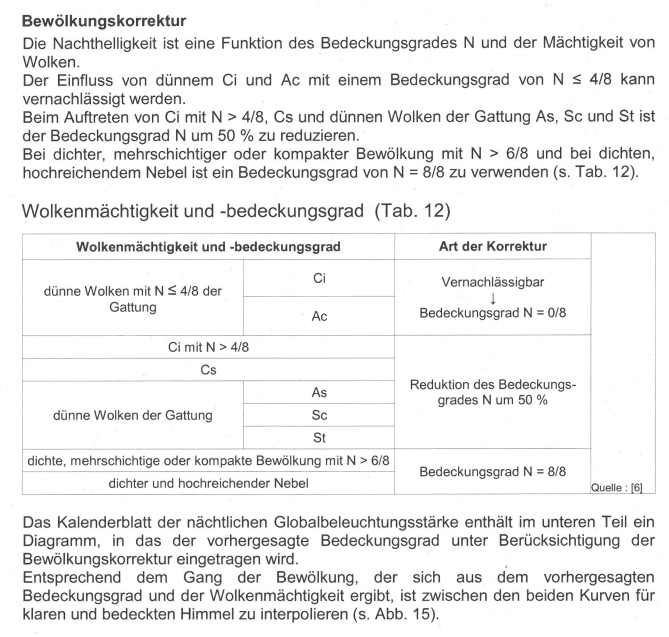 Bewölkungskorrektur
Die Nachthelligkeit ist eine Funktion des Bedeckungsgrades N und der Mächtigkeit von
Wolken.
Der Einfluss von dünnem Ci und Ac mit einem Bedeckungsgrad von N ≤ 4/8 kann
vernachlässigt werden.
Beim Auftreten von Ci mit N > 4/8, Cs und dünnen Wolken der Gattung As, Sc und St ist
der Bedeckungsgrad N um 50 % zu reduzieren.
Bei dichter, mehrschichtiger oder kompakter Bewölkung mit N > 6/8 und bei dichten,
hochreichendem Nebel ist ein Bedeckungsgrad von N = 8/8 zu verwenden (s. Tab. 12).
Wolkenmächtigkeit und -bedeckungsgrad (Tab. 12)
Wolkenmächtigkeit und -bedeckungsgrad Art der Korrektur
dünne Wolken mit N ≤ 4/8 der
Gattung
Ci
Ac
Vernachlässigbar
↓
Bedeckungsgrad N = 0/8
Ci mit N > 4/8
Cs
dünne Wolken der Gattung
As
Sc
St
Reduktion des Bedeckungs-
grades N um 50 %
dichte, mehrschichtige oder kompakte Bewölkung mit N > 6/8
dichter und hochreichender Nebel
Bedeckungsgrad N = 8/8
Quelle : [6]
Das Kalenderblatt der nächtlichen Globalbeleuchtungsstärke enthält im unteren Teil ein
Diagramm, in das der vorhergesagte Bedeckungsgrad unter Berücksichtigung der
Bewölkungskorrektur eingetragen wird.
Entsprechend dem Gang der Bewölkung, der sich aus dem vorhergesagten
Bedeckungsgrad und der Wolkenmächtigkeit ergibt, ist zwischen den beiden Kurven für
klaren und bedeckten Himmel zu interpolieren (s. Abb. 15).